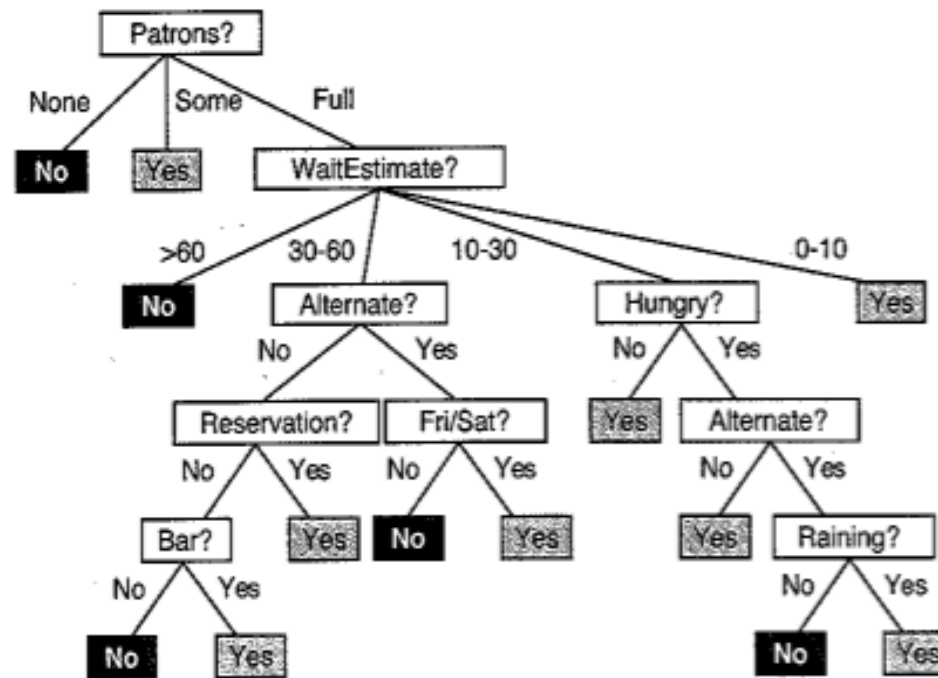 Patrons?
None Some Full
No Yes WaitEstimate?
>60 30-60 10-30 0-10
No Alternate? Hungry? Yes
No Yes No Yes
Reservation? Fri/Sat? Yes Alternate?
No Yes No Yes No Yes
Bar? Yes No Yes Yes Raining?
No Yes No Yes
No Yes No Yes